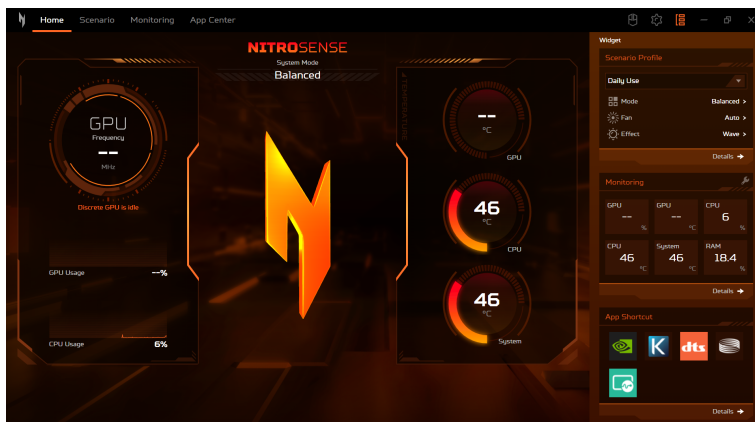 Home Scenario Monitoring App Center
NITROSENSE
System Mode
Balanced
GPU
Frequency
--
MHz
Discrete GPU is idle
GPU Usage --%
CPU Usage 6%
TEMPERATURE
--
°C
GPU
46
°C
CPU
46
°C
System
Widget
Scenario Profile
Daily Use
Mode Balanced >
Fan Auto >
Effect Wave >
Details →
Monitoring
GPU GPU CPU
-- -- 6
% °C %
CPU System RAM
46 46 18.4
°C °C %
Details →
App Shortcut
K dts
Details →